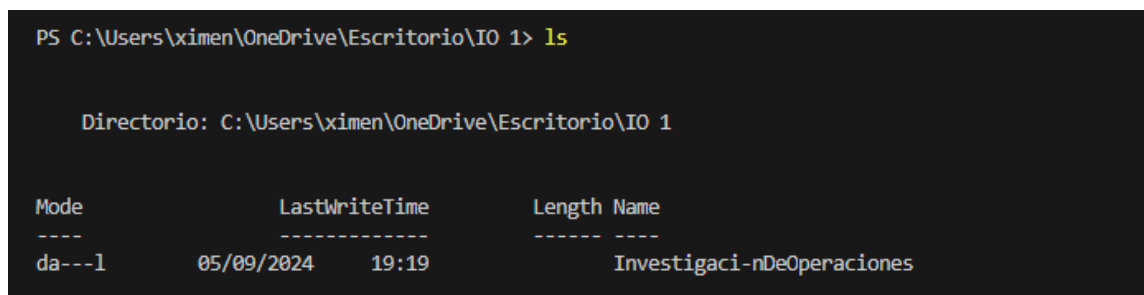 PS C:\Users\ximen\OneDrive\Escritorio\IO 1> ls
Directorio: C:\Users\ximen\OneDrive\Escritorio\IO 1
Mode LastWriteTime Length Name
---- ------------- ------ ----
da---l 05/09/2024 19:19 Investigaci-nDeOperaciones